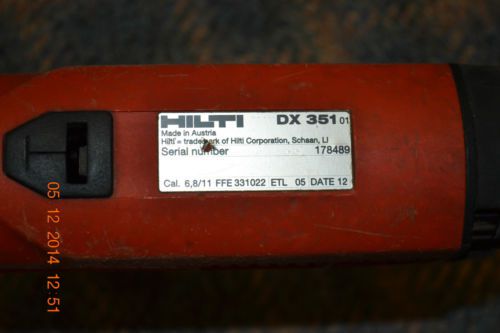 HILTI DX 351 01
Made in Austria
Hilti = trademark of Hilti Corporation, Schaan, LI
Serial number 178489
Cal. 6,8/11 FFE 331022 ETL 05 DATE 12
05 12 2014 12:51